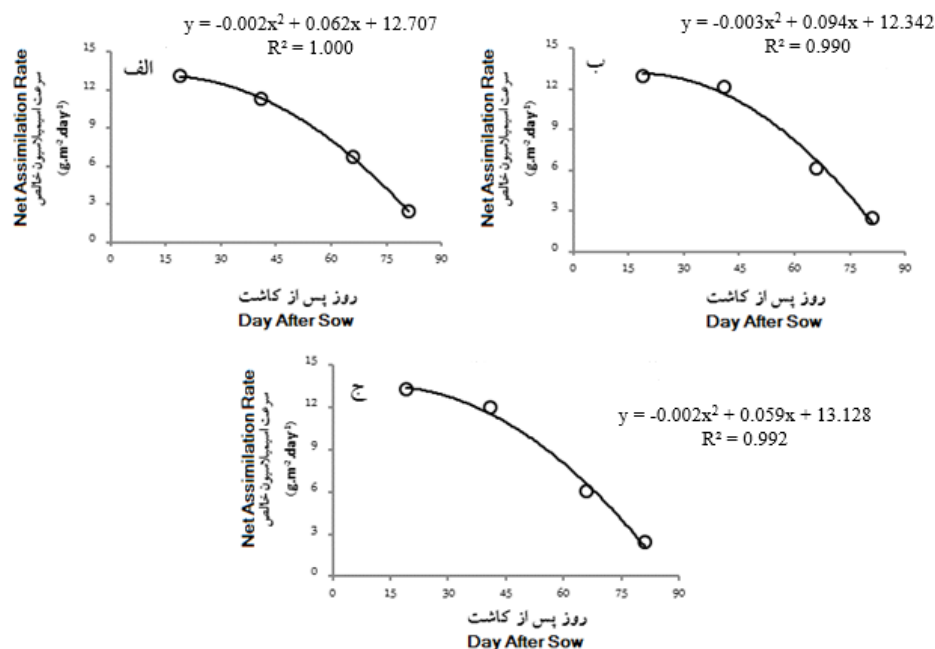 y = -0.002x² + 0.062x + 12.707
R² = 1.000
الف
Net Assimilation Rate
سرعت اسیمیلاسیون خالص
(g.m⁻².day⁻¹)
15
12
9
6
3
0
0 15 30 45 60 75 90
روز پس از کاشت
Day After Sow
y = -0.003x² + 0.094x + 12.342
R² = 0.990
ب
Net Assimilation Rate
سرعت اسیمیلاسیون خالص
(g.m⁻².day⁻¹)
15
12
9
6
3
0
0 15 30 45 60 75 90
روز پس از کاشت
Day After Sow
ج
y = -0.002x² + 0.059x + 13.128
R² = 0.992
Net Assimilation Rate
سرعت اسیمیلاسیون خالص
(g.m⁻².day⁻¹)
15
12
9
6
3
0
0 15 30 45 60 75 90
روز پس از کاشت
Day After Sow